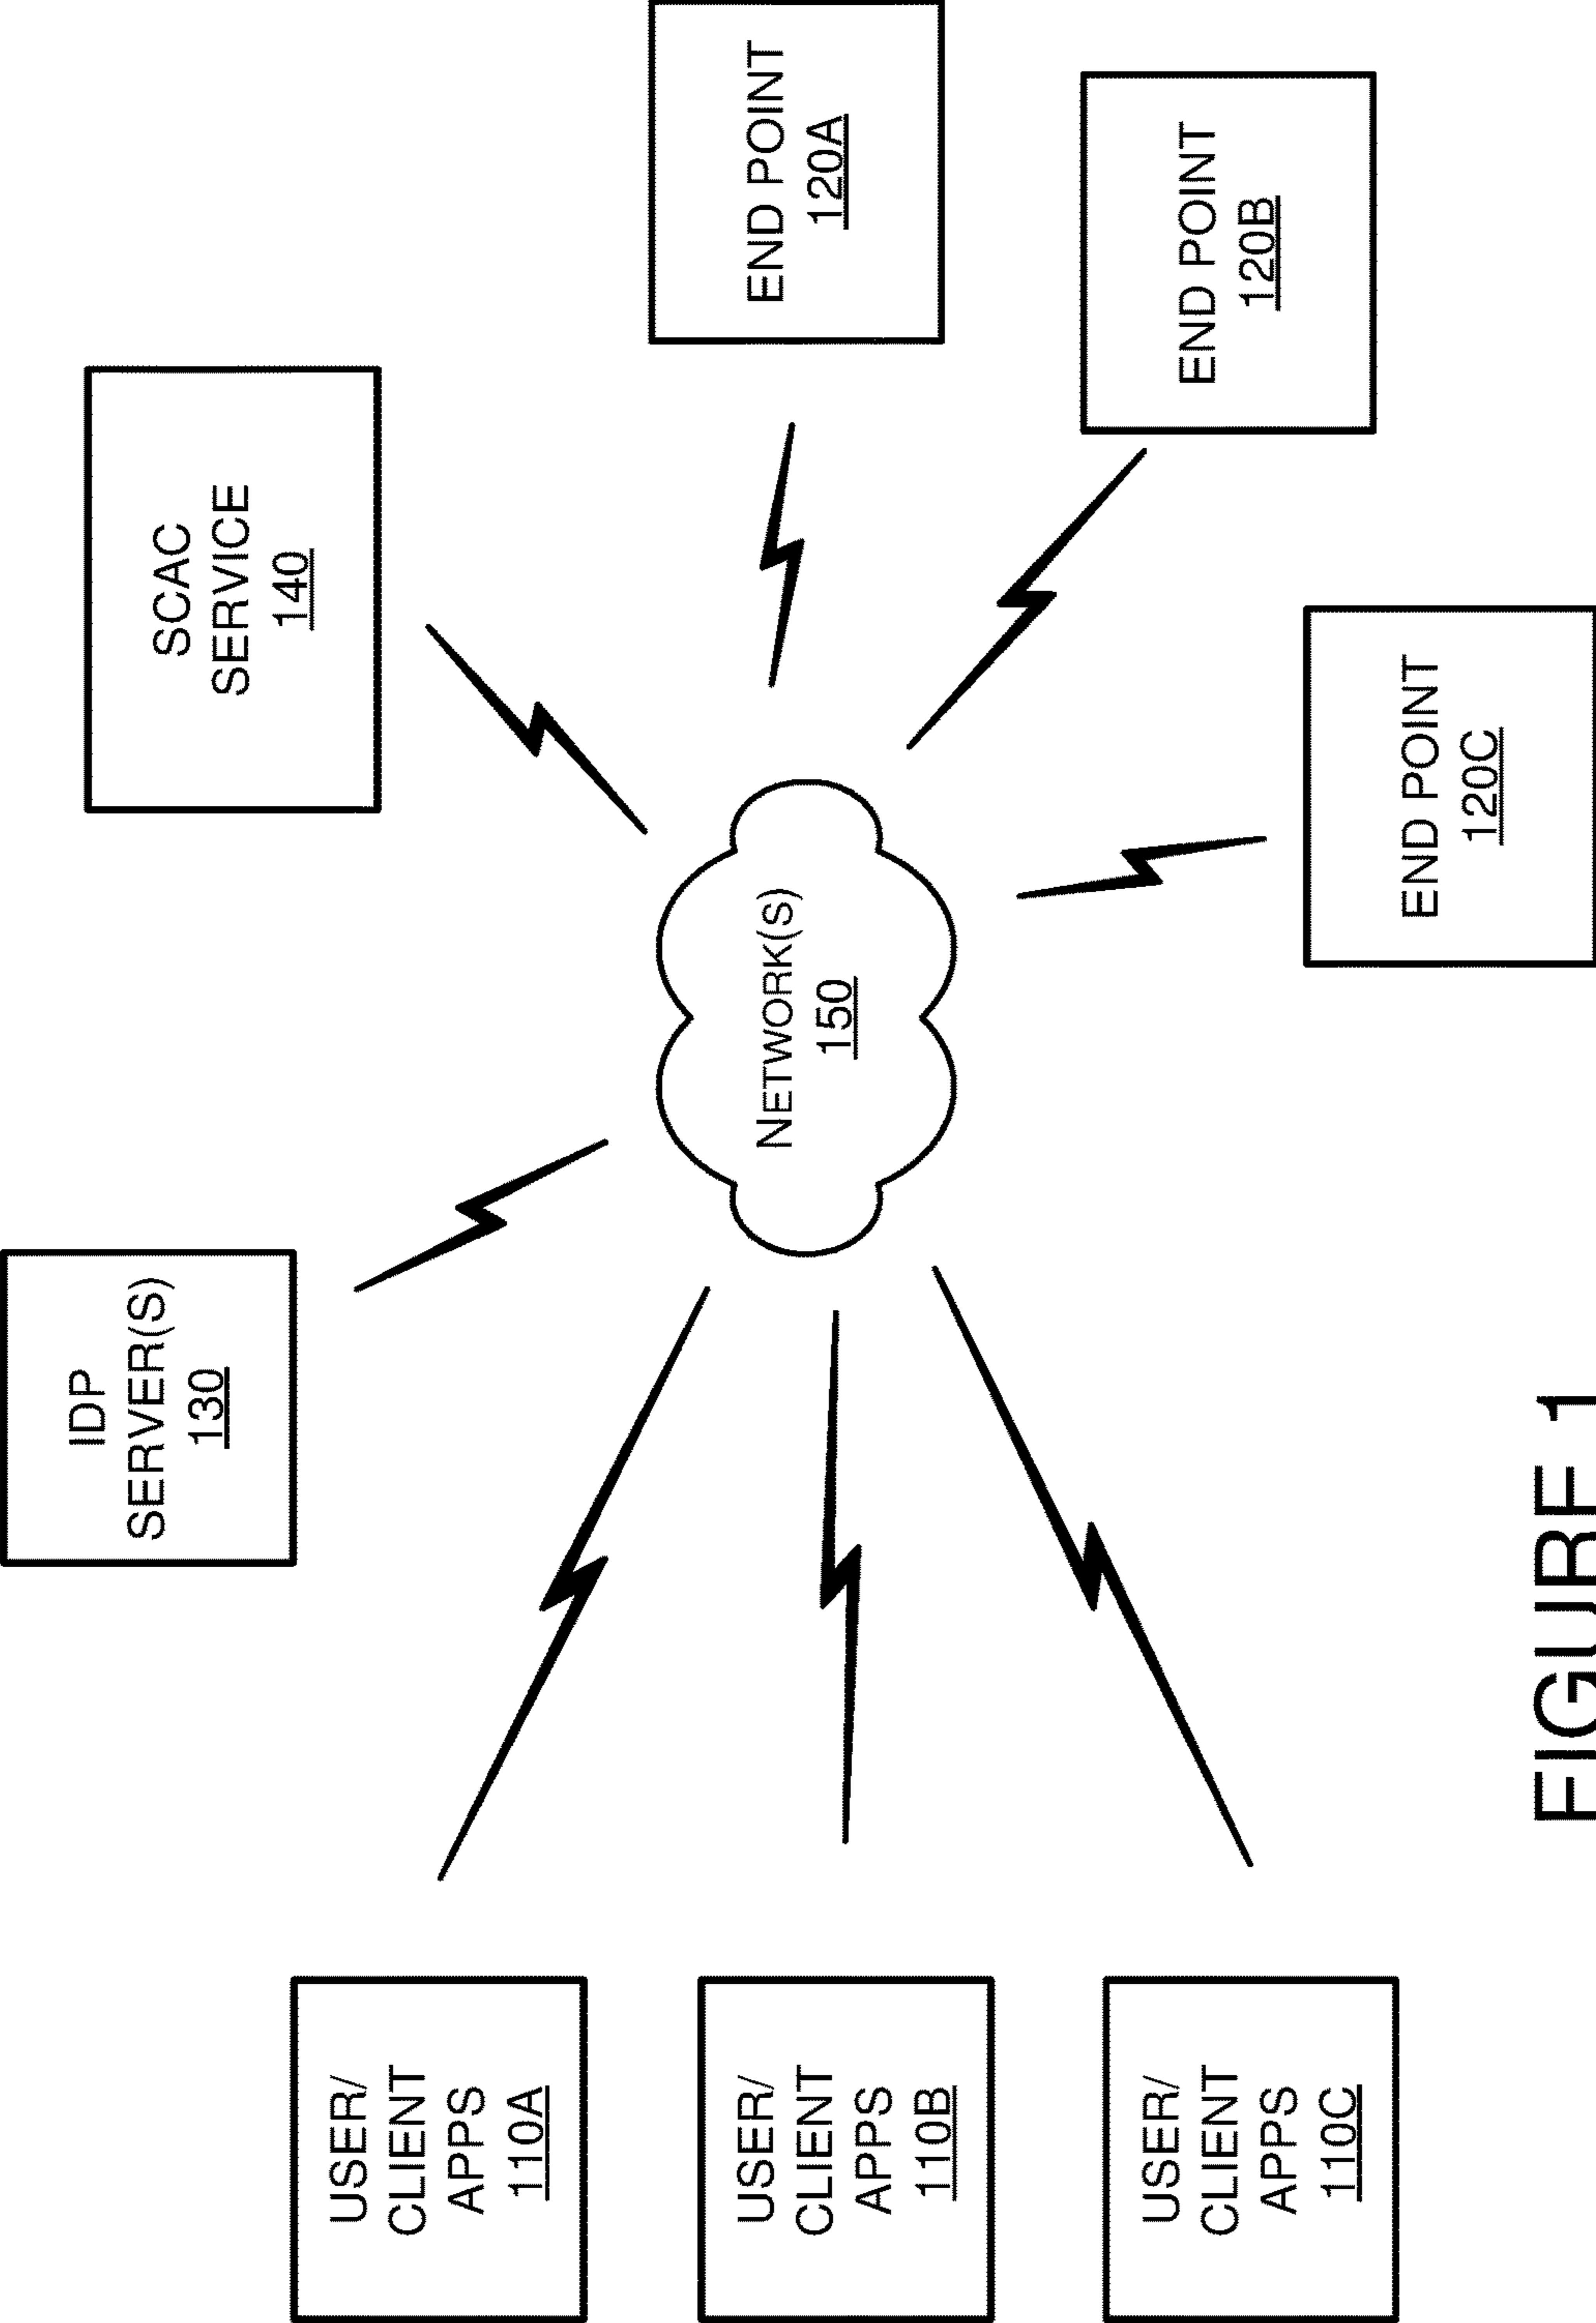 IDP
SERVER(S)
130
SCAC
SERVICE
140
USER/
CLIENT
APPS
110A
END POINT
120A
NETWORK(S)
150
USER/
CLIENT
APPS
110B
END POINT
120B
USER/
CLIENT
APPS
110C
END POINT
120C
FIGURE 1